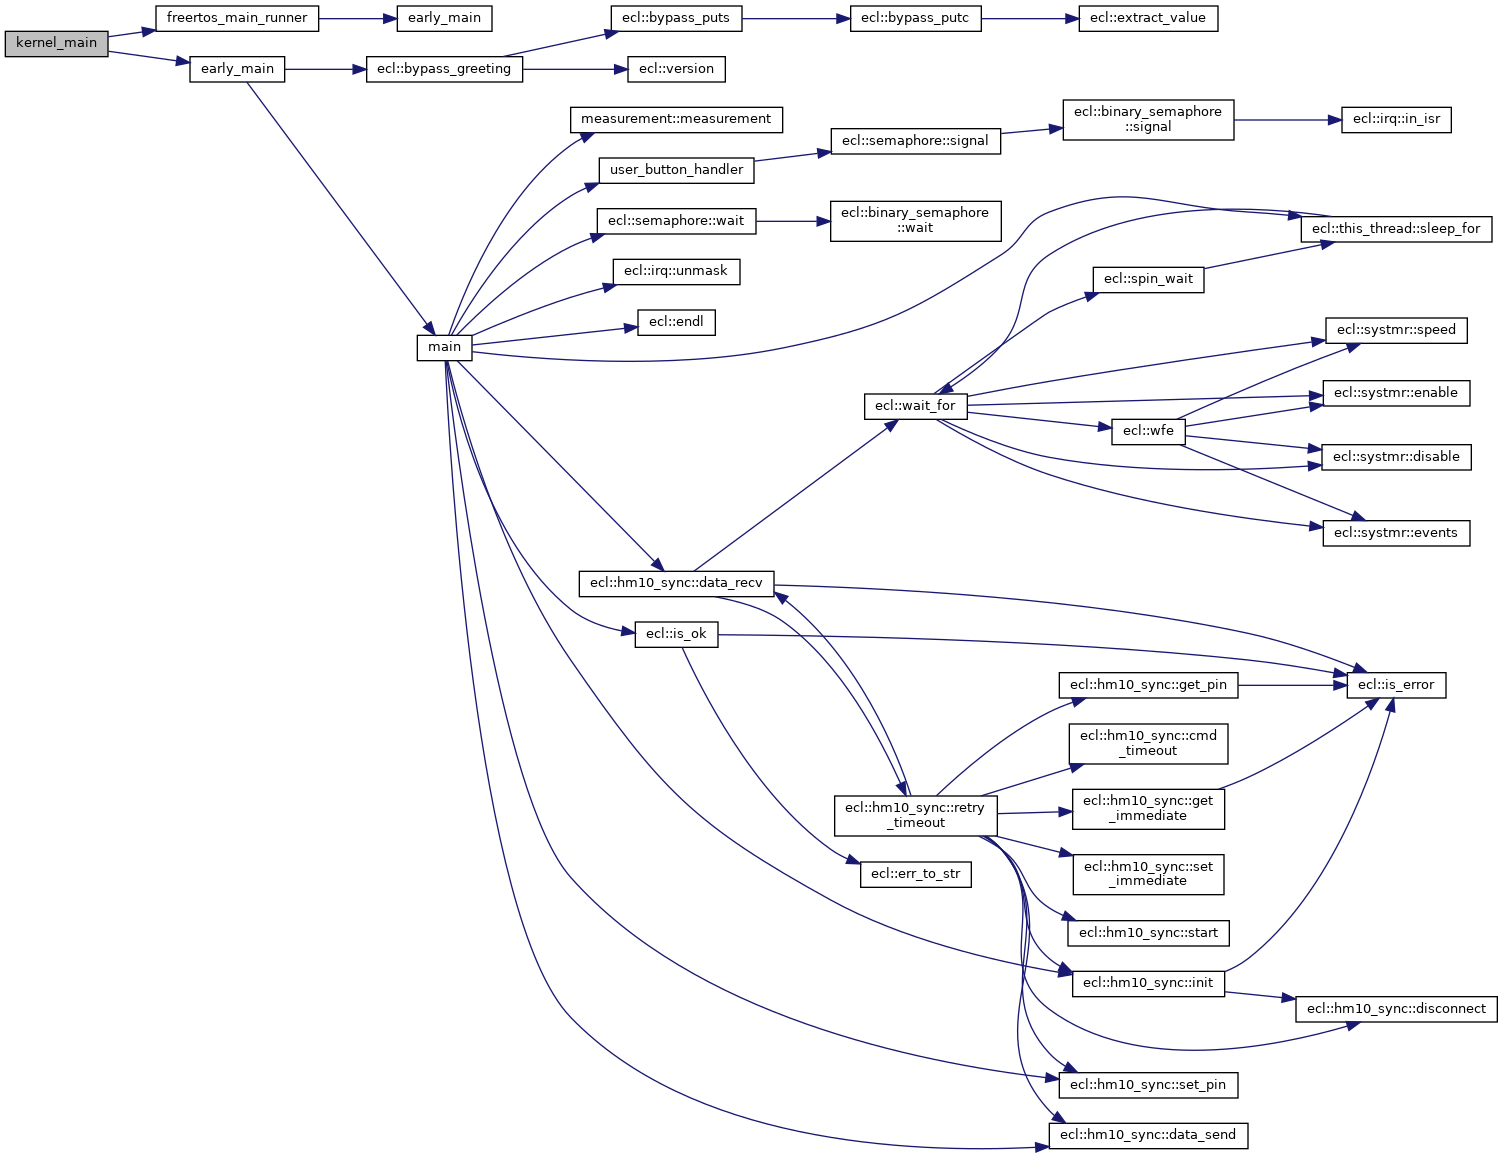 freertos_main_runner
early_main
ecl::bypass_puts
ecl::bypass_putc
ecl::extract_value
kernel_main
early_main
ecl::bypass_greeting
ecl::version
measurement::measurement
ecl::binary_semaphore
::signal
ecl::irq::in_isr
ecl::semaphore::signal
user_button_handler
ecl::semaphore::wait
ecl::binary_semaphore
::wait
ecl::this_thread::sleep_for
ecl::irq::unmask
ecl::spin_wait
ecl::endl
ecl::systmr::speed
main
ecl::systmr::enable
ecl::wait_for
ecl::wfe
ecl::systmr::disable
ecl::systmr::events
ecl::hm10_sync::data_recv
ecl::is_ok
ecl::hm10_sync::get_pin
ecl::is_error
ecl::hm10_sync::cmd
_timeout
ecl::hm10_sync::retry
_timeout
ecl::hm10_sync::get
_immediate
ecl::err_to_str
ecl::hm10_sync::set
_immediate
ecl::hm10_sync::start
ecl::hm10_sync::init
ecl::hm10_sync::disconnect
ecl::hm10_sync::set_pin
ecl::hm10_sync::data_send